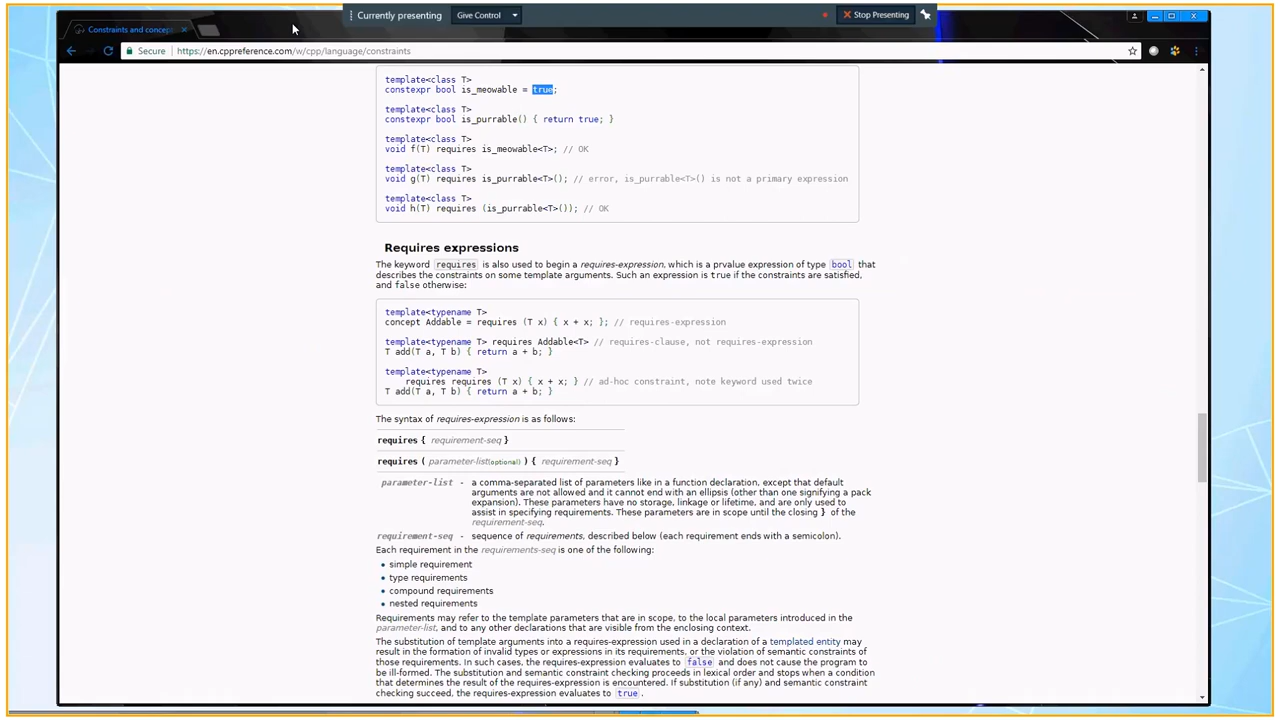 Currently presenting
Give Control
Stop Presenting
Constraints and concep
Secure
https://en.cppreference.com/w/cpp/language/constraints
template<class T>
constexpr bool is_meowable = true;
template<class T>
constexpr bool is_purrable() { return true; }
template<class T>
void f(T) requires is_meowable<T>; // OK
template<class T>
void g(T) requires is_purrable<T>(); // error, is_purrable<T>() is not a primary expression
template<class T>
void h(T) requires (is_purrable<T>()); // OK
Requires expressions
The keyword requires is also used to begin a requires-expression, which is a prvalue expression of type bool that
describes the constraints on some template arguments. Such an expression is true if the constraints are satisfied,
and false otherwise:
template<typename T>
concept Addable = requires (T x) { x + x; }; // requires-expression
template<typename T> requires Addable<T> // requires-clause, not requires-expression
T add(T a, T b) { return a + b; }
template<typename T>
requires requires (T x) { x + x; } // ad-hoc constraint, note keyword used twice
T add(T a, T b) { return a + b; }
The syntax of requires-expression is as follows:
requires { requirement-seq }
requires ( parameter-list(optional) ) { requirement-seq }
parameter-list - a comma-separated list of parameters like in a function declaration, except that default
arguments are not allowed and it cannot end with an ellipsis (other than one signifying a pack
expansion). These parameters have no storage, linkage or lifetime, and are only used to
assist in specifying requirements. These parameters are in scope until the closing } of the
requirement-seq.
requirement-seq - sequence of requirements, described below (each requirement ends with a semicolon).
Each requirement in the requirements-seq is one of the following:
• simple requirement
• type requirements
• compound requirements
• nested requirements
Requirements may refer to the template parameters that are in scope, to the local parameters introduced in the
parameter-list, and to any other declarations that are visible from the enclosing context.
The substitution of template arguments into a requires-expression used in a declaration of a templated entity may
result in the formation of invalid types or expressions in its requirements, or the violation of semantic constraints of
those requirements. In such cases, the requires-expression evaluates to false and does not cause the program to
be ill-formed. The substitution and semantic constraint checking proceeds in lexical order and stops when a condition
that determines the result of the requires-expression is encountered. If substitution (if any) and semantic constraint
checking succeed, the requires-expression evaluates to true.